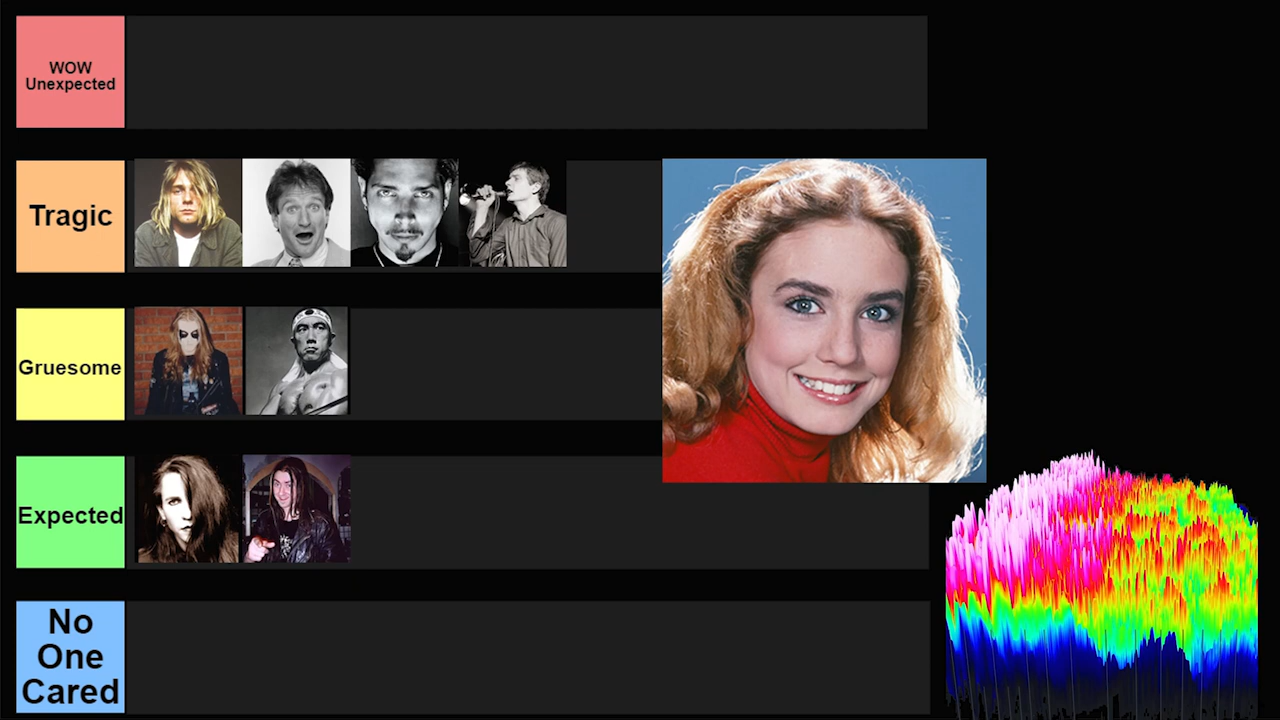 WOW
Unexpected
Tragic
Gruesome
Expected
No
One
Cared